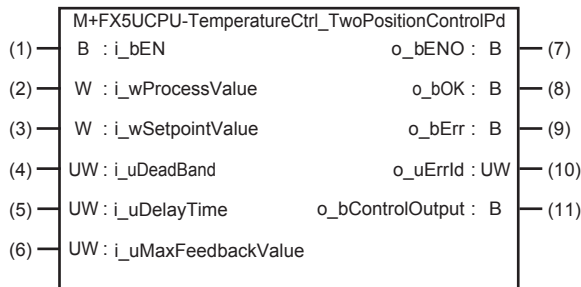 M+FX5UCPU-TemperatureCtrl_TwoPositionControlPd
(1) B : i_bEN o_bENO : B (7)
(2) W : i_wProcessValue o_bOK : B (8)
(3) W : i_wSetpointValue o_bErr : B (9)
(4) UW : i_uDeadBand o_uErrId : UW (10)
(5) UW : i_uDelayTime o_bControlOutput : B (11)
(6) UW : i_uMaxFeedbackValue